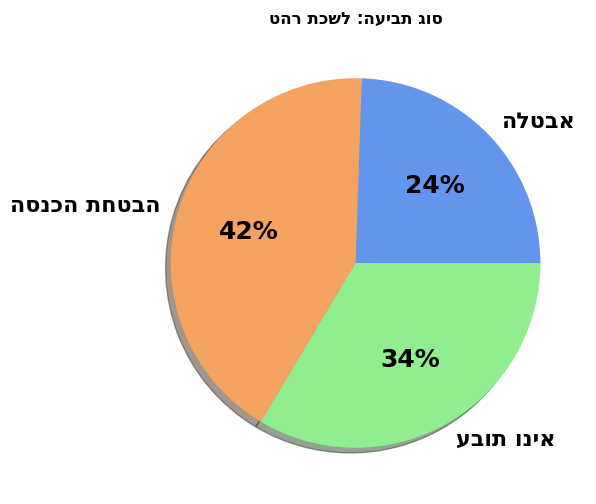 סוג תביעה: לשכת רהט
אבטלה
24%
הבטחת הכנסה
42%
34%
אינו תובע